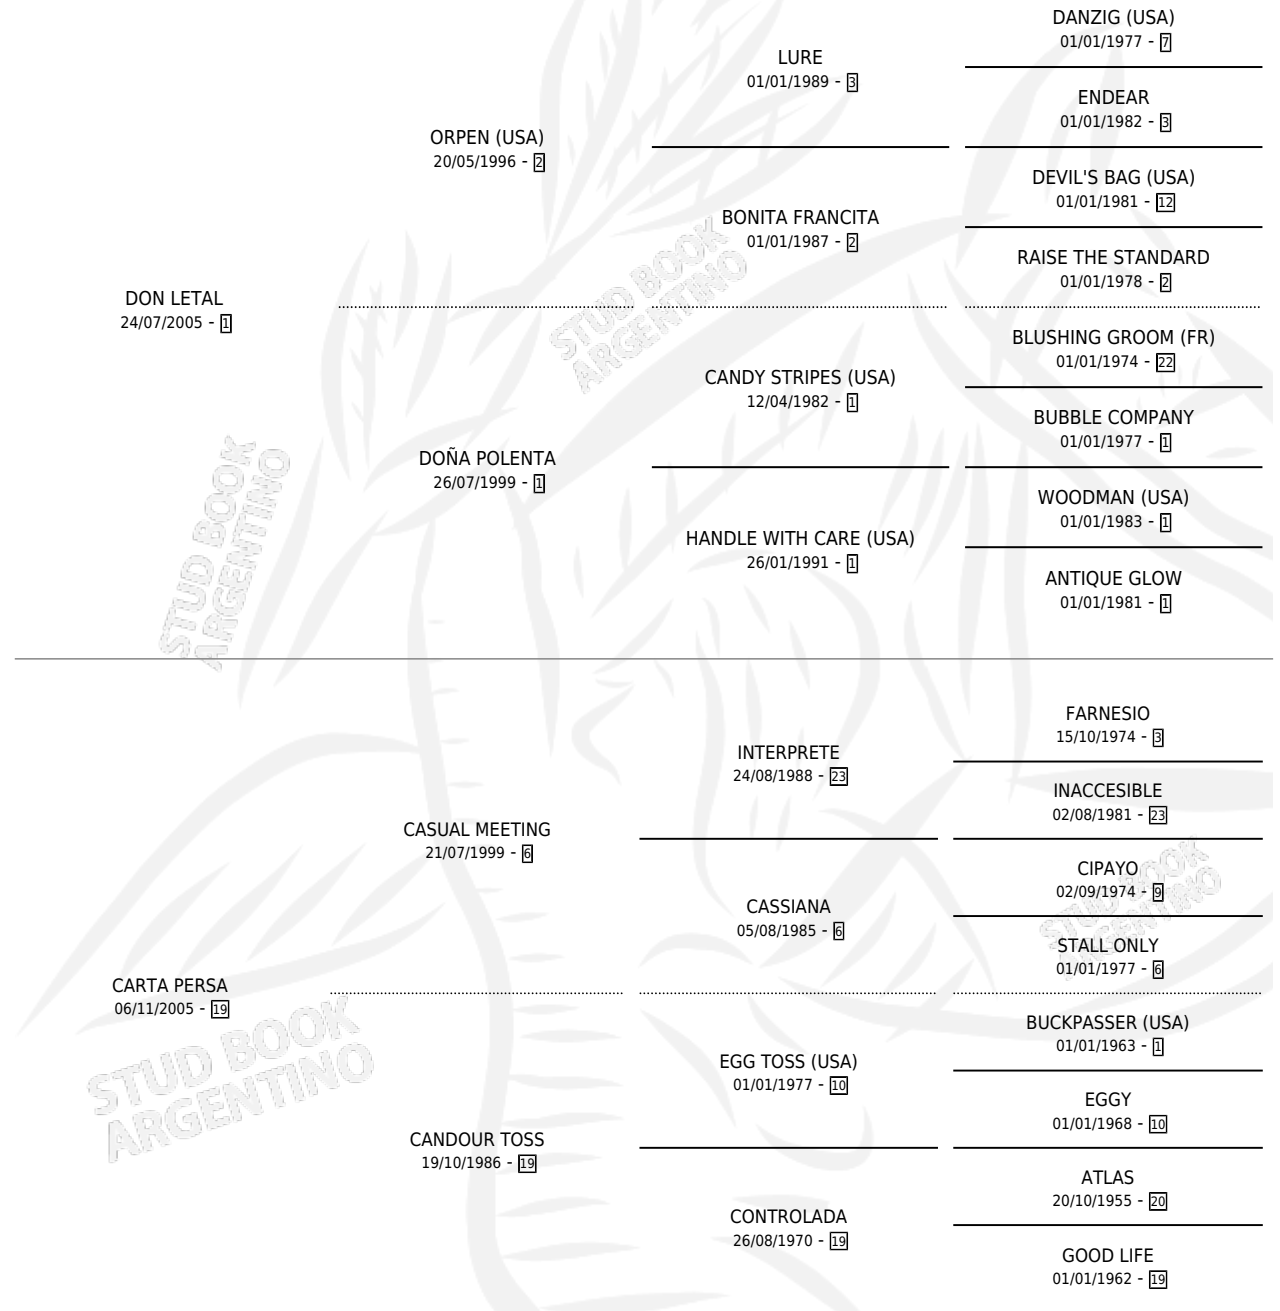 DANZIG (USA)
01/01/1977 - 7
LURE
01/01/1989 - 3
ENDEAR
01/01/1982 - 3
ORPEN (USA)
20/05/1996 - 2
DEVIL'S BAG (USA)
01/01/1981 - 12
BONITA FRANCITA
01/01/1987 - 2
RAISE THE STANDARD
01/01/1978 - 2
DON LETAL
24/07/2005 - 1
BLUSHING GROOM (FR)
01/01/1974 - 22
CANDY STRIPES (USA)
12/04/1982 - 1
BUBBLE COMPANY
01/01/1977 - 1
DOÑA POLENTA
26/07/1999 - 1
WOODMAN (USA)
01/01/1983 - 1
HANDLE WITH CARE (USA)
26/01/1991 - 1
ANTIQUE GLOW
01/01/1981 - 1
FARNESIO
15/10/1974 - 3
INTERPRETE
24/08/1988 - 23
INACCESIBLE
02/08/1981 - 23
CASUAL MEETING
21/07/1999 - 6
CIPAYO
02/09/1974 - 9
CASSIANA
05/08/1985 - 6
STALL ONLY
01/01/1977 - 6
CARTA PERSA
06/11/2005 - 19
BUCKPASSER (USA)
01/01/1963 - 1
EGG TOSS (USA)
01/01/1977 - 10
EGGY
01/01/1968 - 10
CANDOUR TOSS
19/10/1986 - 19
ATLAS
20/10/1955 - 20
CONTROLADA
26/08/1970 - 19
GOOD LIFE
01/01/1962 - 19
STUD BOOK
ARGENTINO
STUD BOOK
ARGENTINO
STUD BOOK
ARGENTINO
STUD BOOK
ARGENTINO